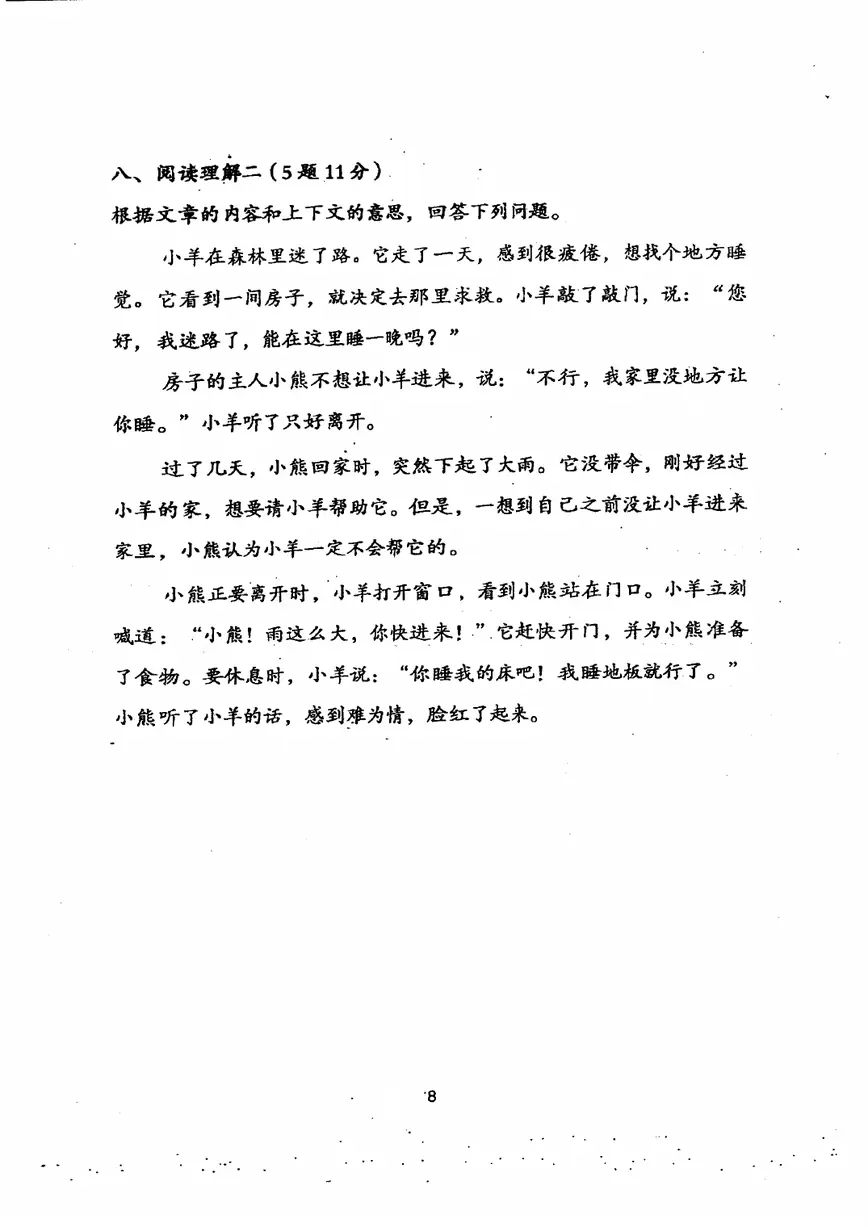 八、阅读理解二（5题11分）
根据文章的内容和上下文的意思，回答下列问题。
小羊在森林里迷了路。它走了一天，感到很疲倦，想找个地方睡
觉。它看到一间房子，就决定去那里求救。小羊敲了敲门，说：“您
好，我迷路了，能在这里睡一晚吗？”
房子的主人小熊不想让小羊进来，说：“不行，我家里没地方让
你睡。”小羊听了只好离开。
过了几天，小熊回家时，突然下起了大雨。它没带伞，刚好经过
小羊的家，想要请小羊帮助它。但是，一想到自己之前没让小羊进来
家里，小熊认为小羊一定不会帮它的。
小熊正要离开时，小羊打开窗口，看到小熊站在门口。小羊立刻
喊道：“小熊！雨这么大，你快进来！”它赶快开门，并为小熊准备
了食物。要休息时，小羊说：“你睡我的床吧！我睡地板就行了。”
小熊听了小羊的话，感到难为情，脸红了起来。
8